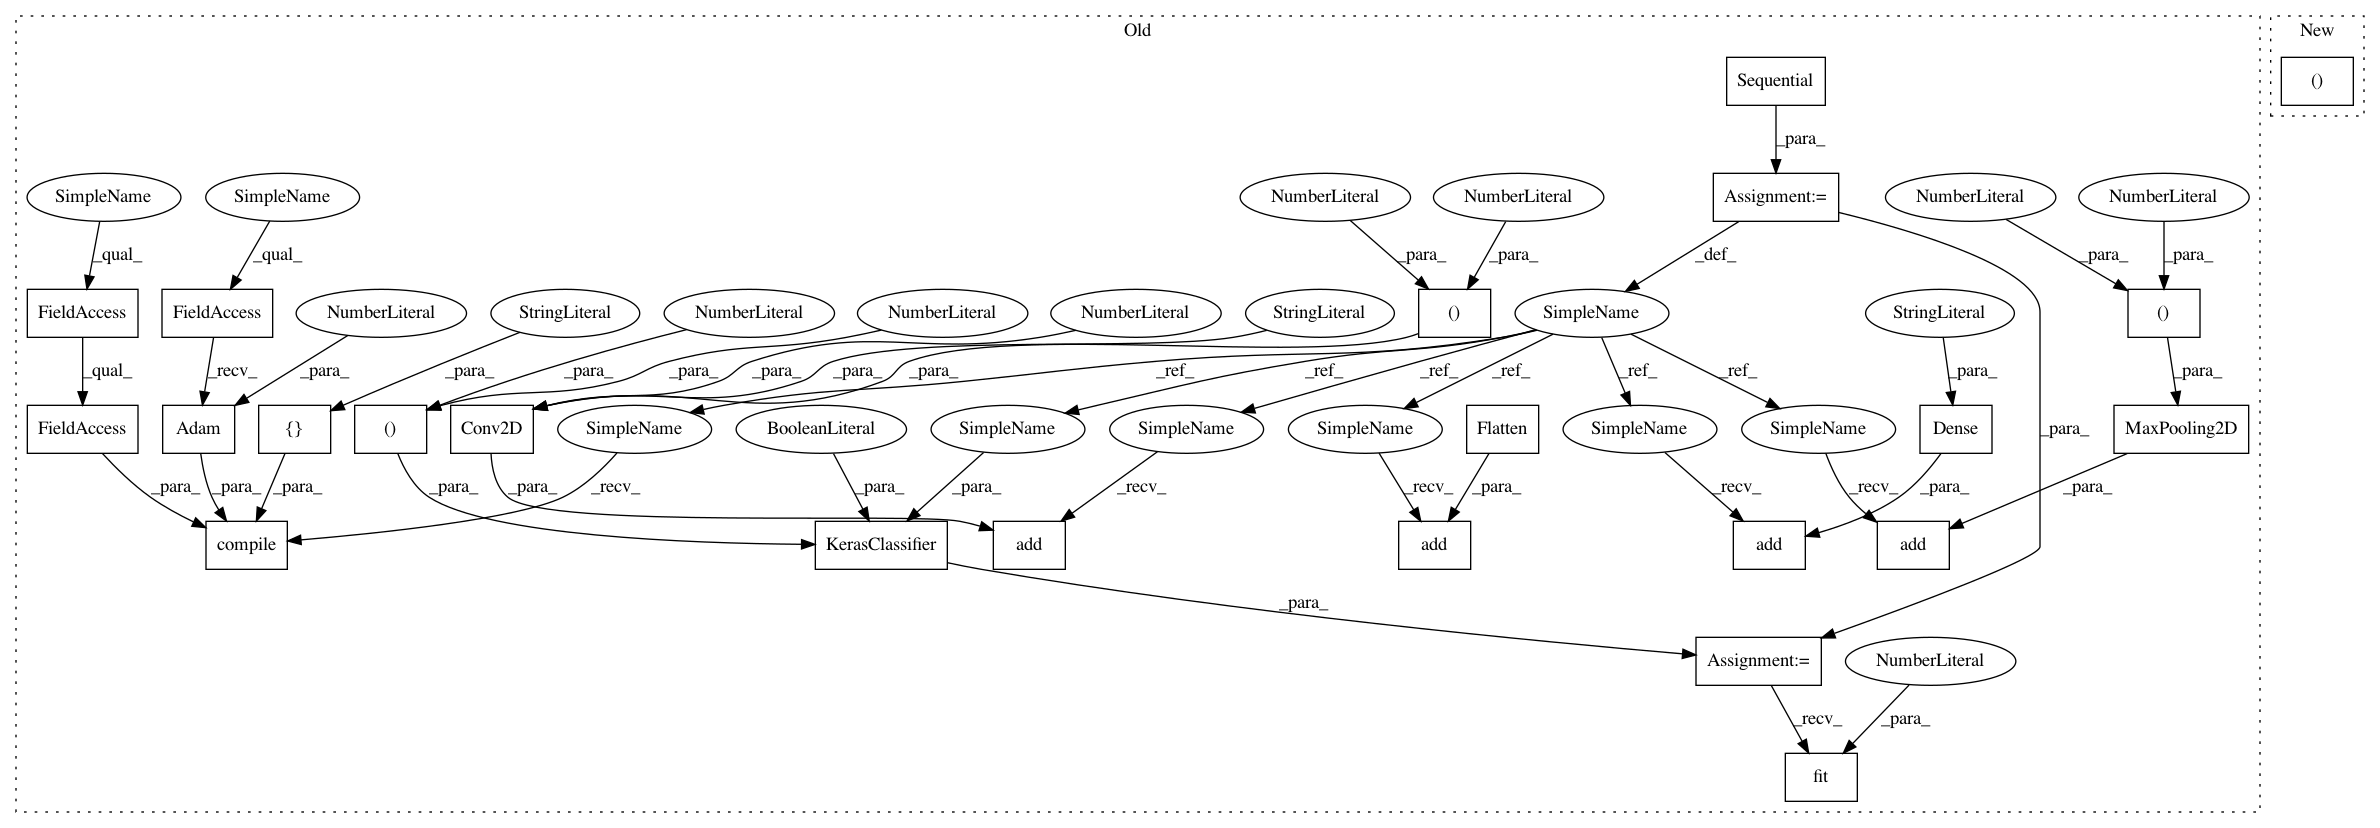 Old
New
Sequential
()
_para_
SimpleName
SimpleName
NumberLiteral
NumberLiteral
Assignment:=
NumberLiteral
NumberLiteral
_qual_
_qual_
_para_
_para_
_def_
_para_
_para_
FieldAccess
FieldAccess
NumberLiteral
StringLiteral
NumberLiteral
NumberLiteral
NumberLiteral
StringLiteral
()
SimpleName
StringLiteral
()
_qual_
_recv_
_para_
_para_
_para_
_para_
_para_
_para_
_para_
_ref_
_ref_
_ref_
_ref_
_ref_
_ref_
_para_
_para_
FieldAccess
Adam
{}
()
Conv2D
SimpleName
BooleanLiteral
SimpleName
SimpleName
SimpleName
Flatten
SimpleName
SimpleName
Dense
_para_
MaxPooling2D
_para_
_para_
_para_
_para_
_para_
_recv_
_para_
_para_
_recv_
_recv_
_para_
_recv_
_recv_
_para_
_para_
compile
KerasClassifier
add
add
add
add
_para_
Assignment:=
NumberLiteral
_recv_
_para_
fit